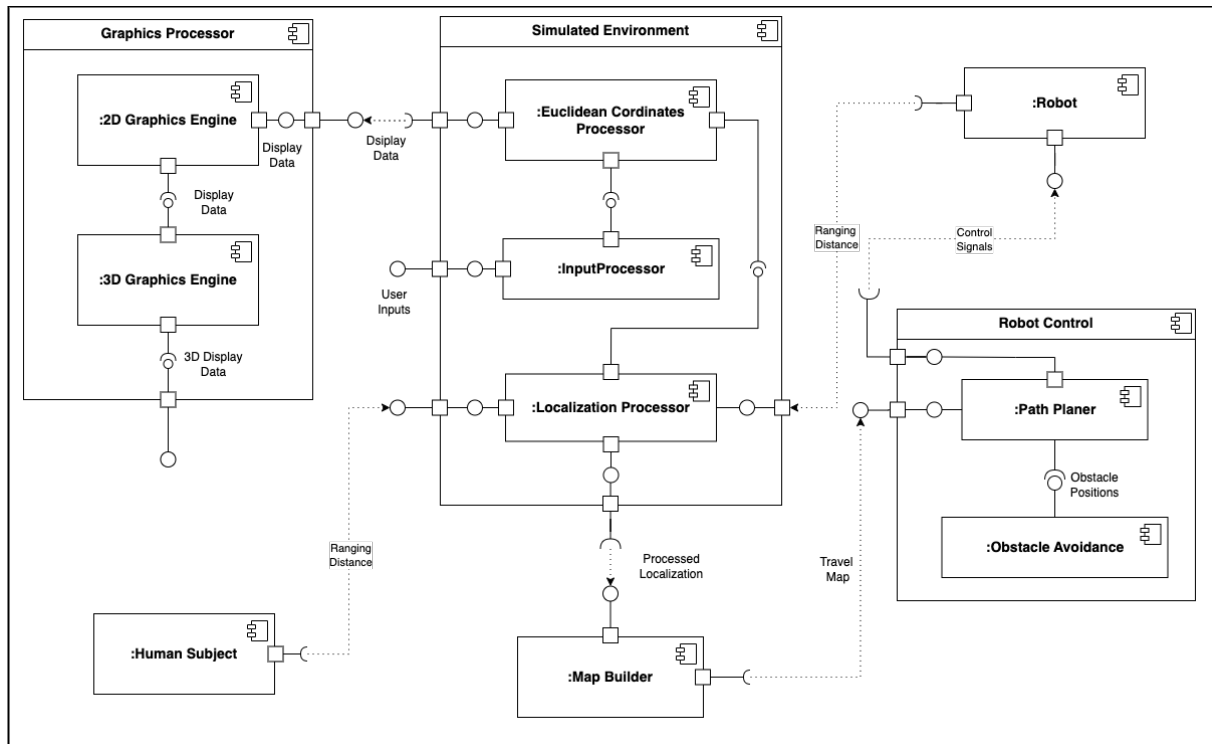 Graphics Processor
:2D Graphics Engine
Display
Data
Display
Data
:3D Graphics Engine
3D Display
Data
Dsiplay
Data
Simulated Environment
:Euclidean Cordinates
Processor
:InputProcessor
User
Inputs
:Localization Processor
Processed
Localization
:Robot
Ranging
Distance
Control
Signals
Robot Control
:Path Planer
Obstacle
Positions
:Obstacle Avoidance
Ranging
Distance
Travel
Map
:Human Subject
:Map Builder